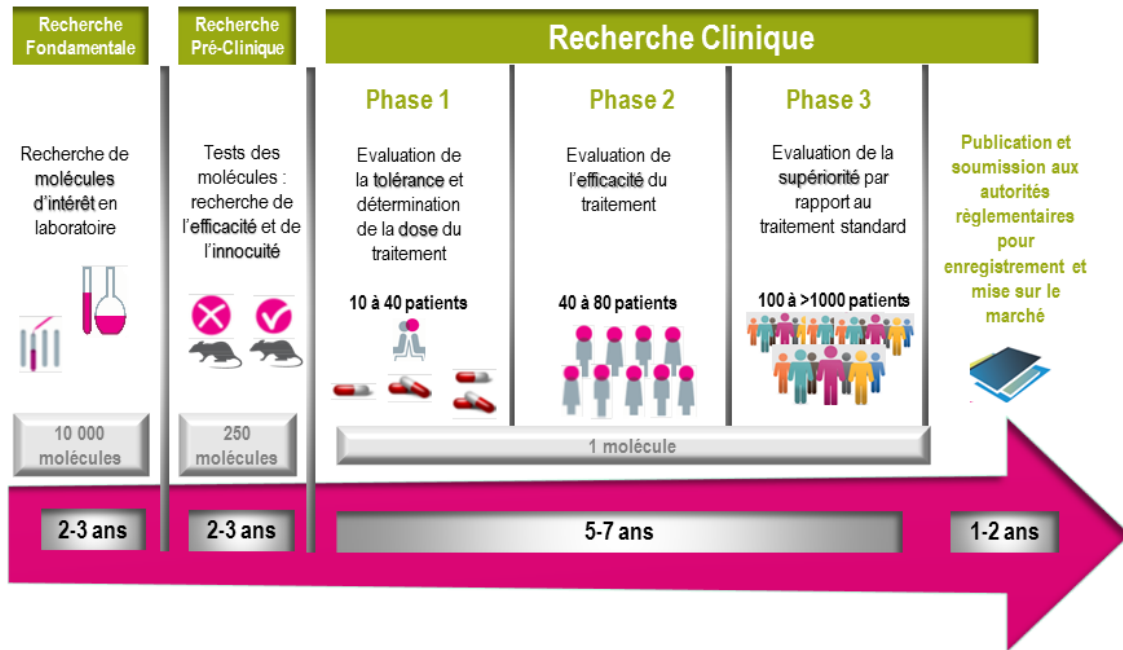 Recherche
Fondamentale
Recherche
Pré-Clinique
Recherche Clinique
Recherche de
molécules
d'intérêt en
laboratoire
Tests des
molécules :
recherche de
l'efficacité et de
l'innocuité
Phase 1
Evaluation de
la tolérance et
détermination
de la dose du
traitement
10 à 40 patients
Phase 2
Evaluation de
l'efficacité du
traitement
40 à 80 patients
Phase 3
Evaluation de la
supériorité par
rapport au
traitement standard
100 à >1000 patients
Publication et
soumission aux
autorités
règlementaires
pour
enregistrement et
mise sur le
marché
10 000
molécules
250
molécules
1 molécule
2-3 ans
2-3 ans
5-7 ans
1-2 ans